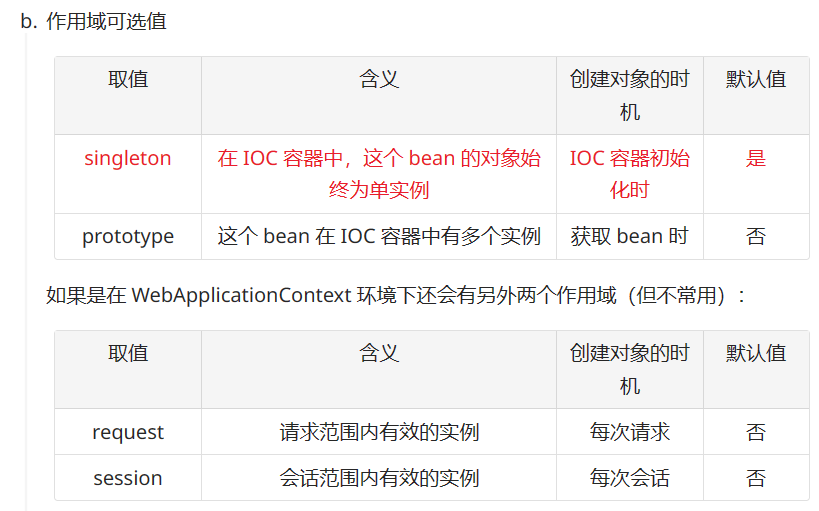 b. 作用域可选值
取值 含义 创建对象的时机 默认值
singleton 在 IOC 容器中，这个 bean 的对象始终为单实例 IOC 容器初始化时 是
prototype 这个 bean 在 IOC 容器中有多个实例 获取 bean 时 否
如果是在 WebApplicationContext 环境下还会有另外两个作用域（但不常用）：
取值 含义 创建对象的时机 默认值
request 请求范围内有效的实例 每次请求 否
session 会话范围内有效的实例 每次会话 否